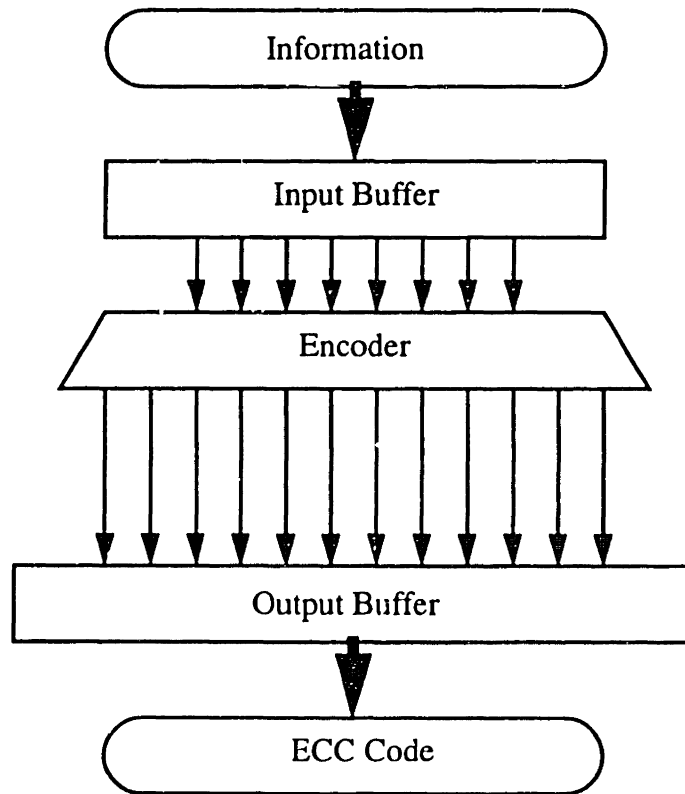 Information
Input Buffer
Encoder
Output Buffer
ECC Code